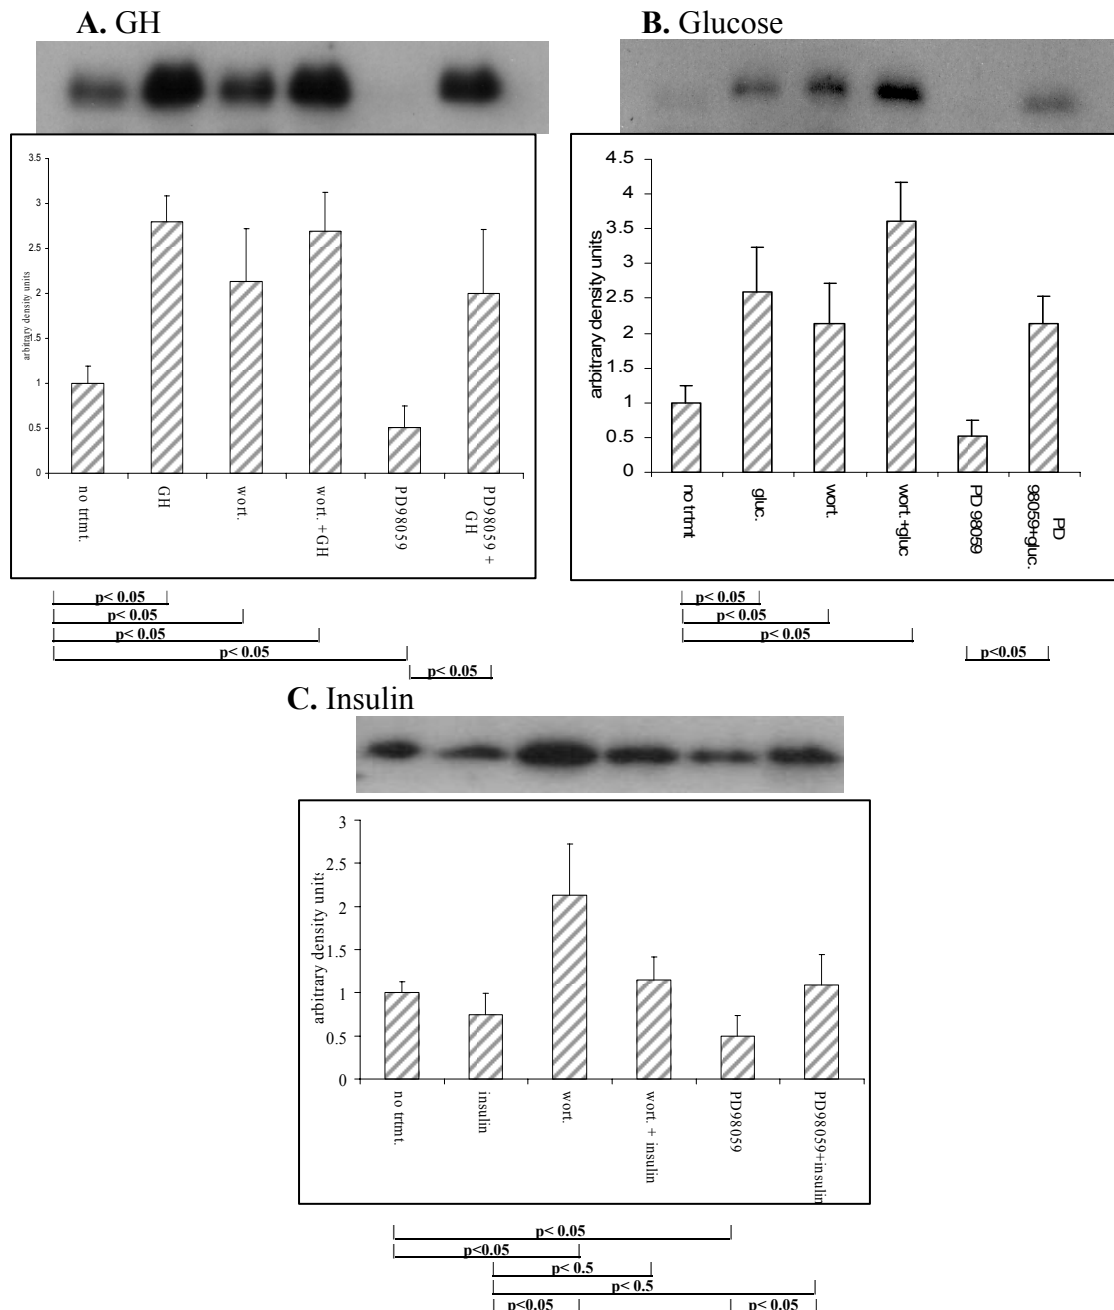 A. GH
3.5
3
2.5
2
1.5
1
0.5
0
arbitrary density units
no trtmt.
GH
wort.
wort. +GH
PD98059
PD98059 +
GH
p< 0.05
p< 0.05
p< 0.05
p< 0.05
p< 0.05
B. Glucose
4.5
4
3.5
3
2.5
2
1.5
1
0.5
0
arbitrary density units
no trtmt
gluc.
wort.
wort.+gluc
PD 98059
PD
98059+gluc.
p< 0.05
p< 0.05
p< 0.05
p<0.05
C. Insulin
3
2.5
2
1.5
1
0.5
0
arbitrary density units
no trtmt.
insulin
wort.
wort. + insulin
PD98059
PD98059+insulin
p< 0.05
p<0.05
p< 0.5
p< 0.5
p<0.05
p< 0.05